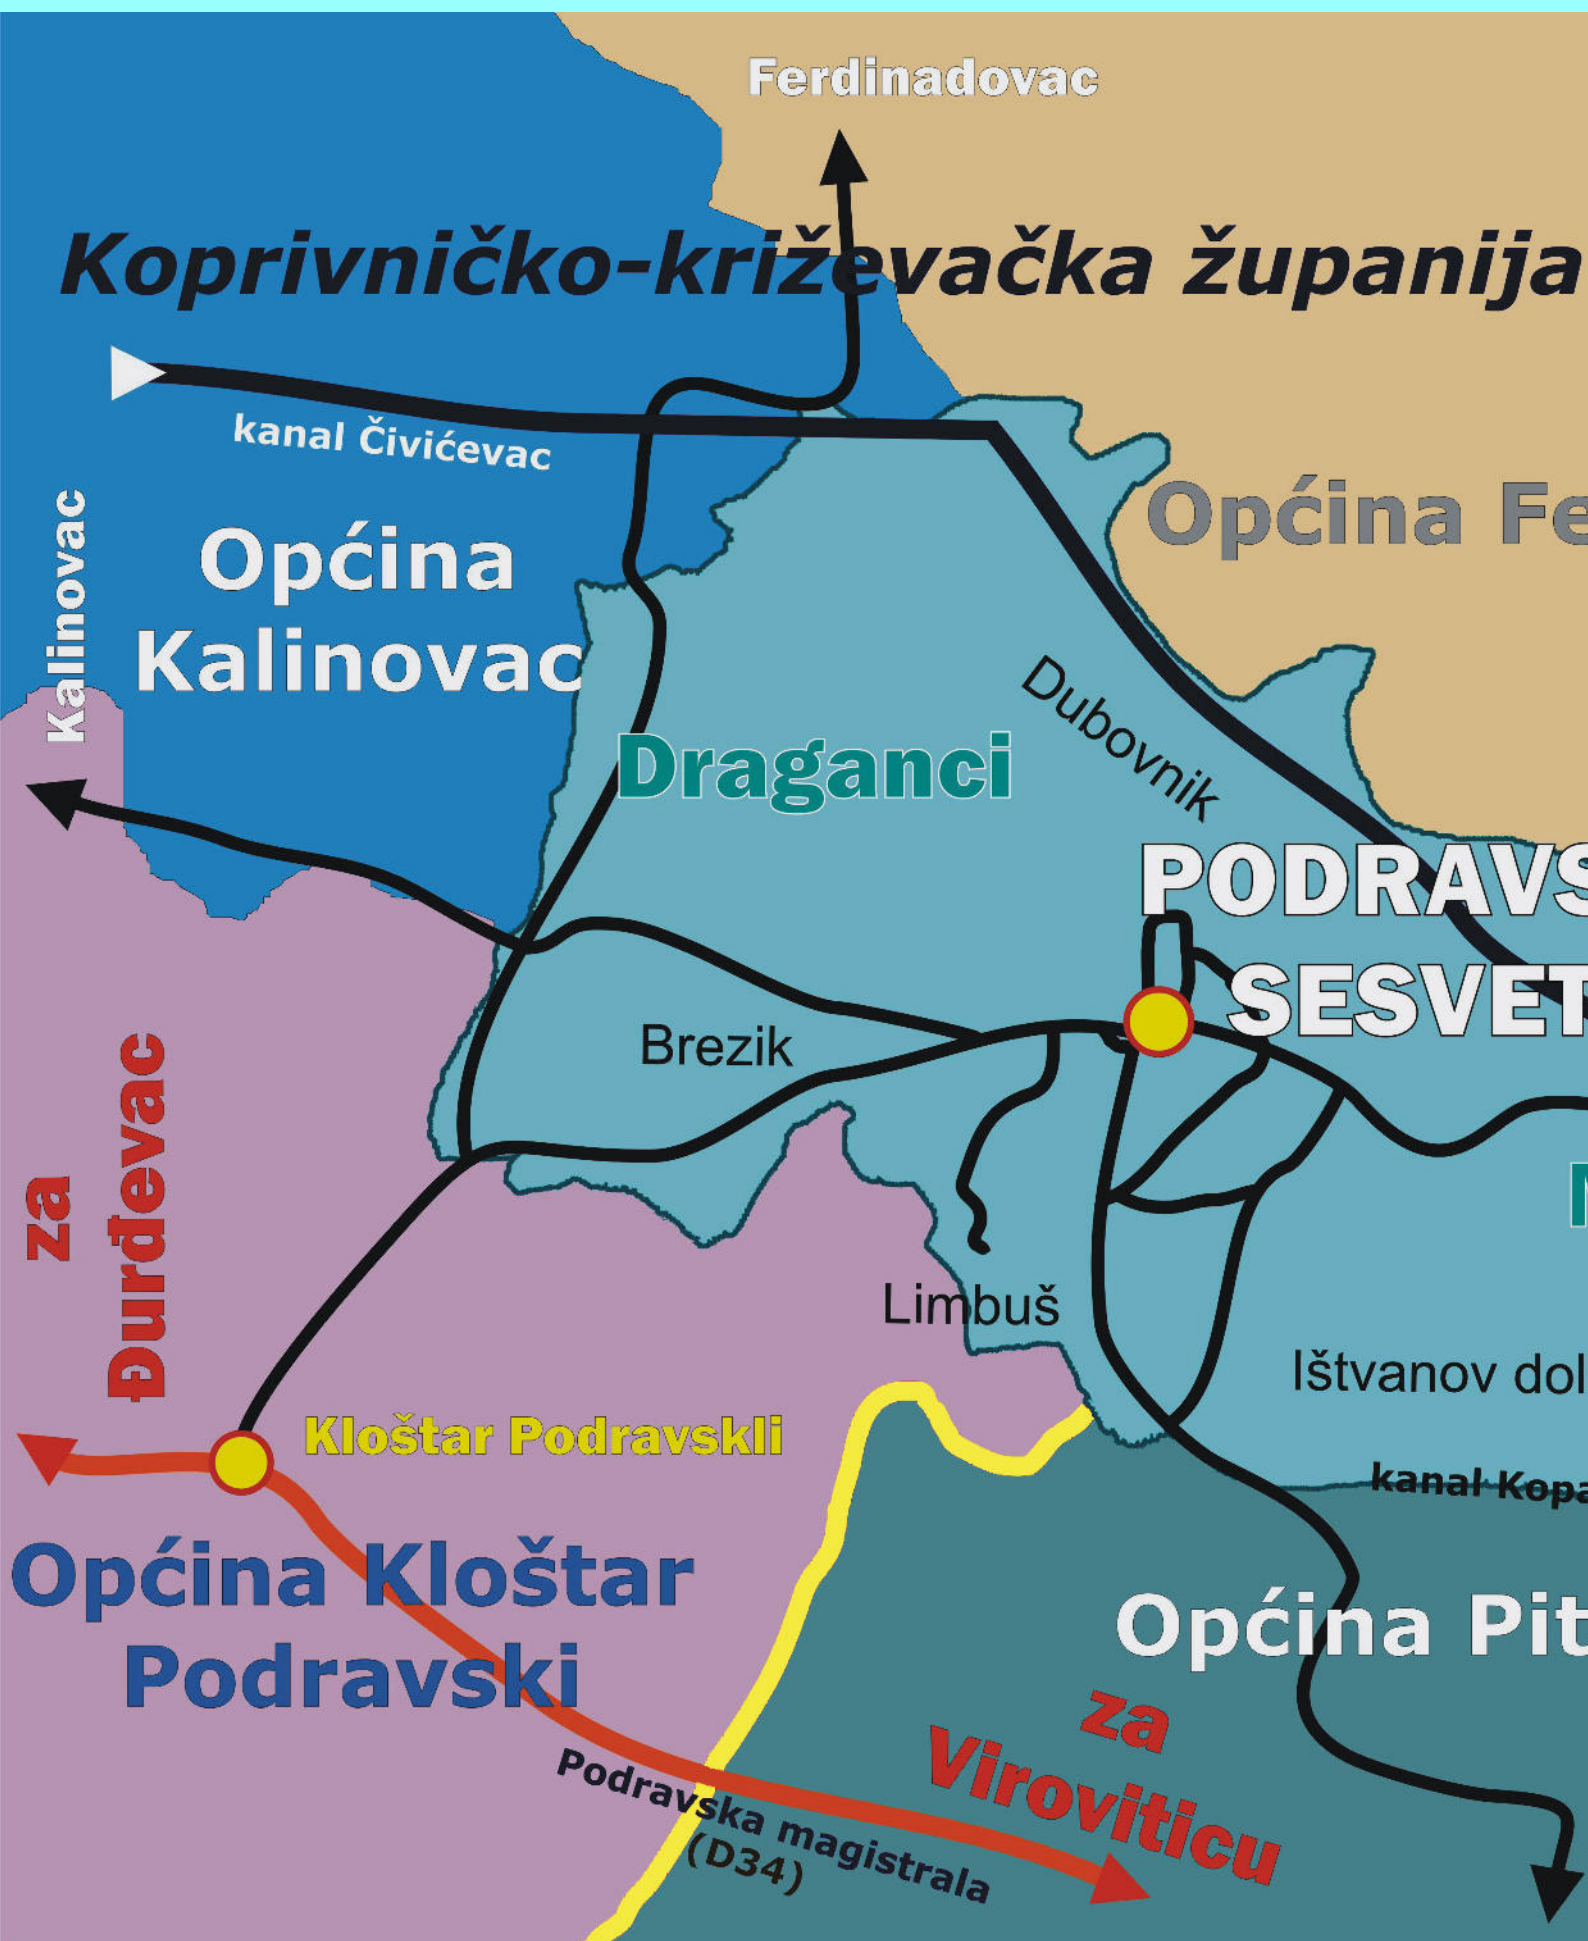 Ferdinadovac
Koprivničko-križevačka županija
kanal Čivićevac
Općina Fe
Kalinovac
Općina
Kalinovac
Dubovnik
Draganci
PODRAVS
SESVET
Brezik
za
Đurđevac
Limbuš
Ištvanov dol
Kloštar Podravskli
kanal Kopa
Općina Kloštar
Podravski
Općina Pit
za
Viroviticu
Podravska magistrala
(D34)